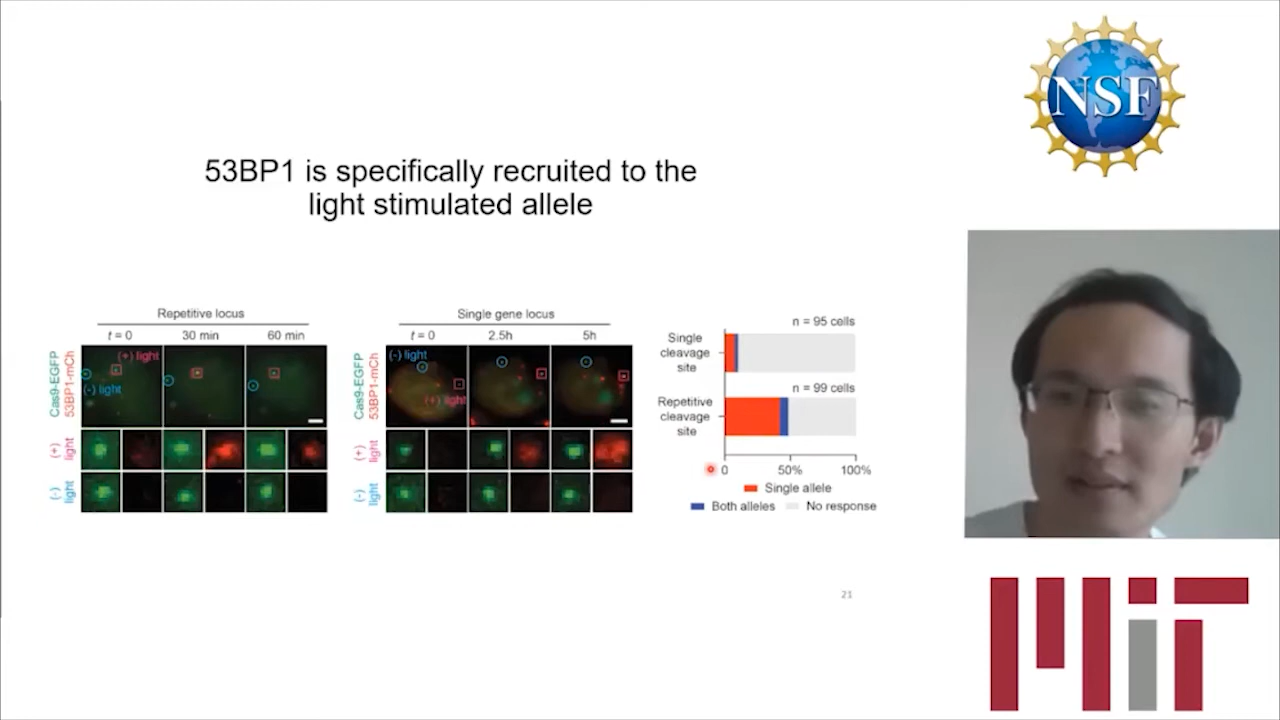 53BP1 is specifically recruited to the
light stimulated allele
Repetitive locus
t = 0 30 min 60 min
Cas9-EGFP
53BP1-mCh
(+) light
(-) light
(+)
light
(-)
light
Single gene locus
t = 0 2.5h 5h
Cas9-EGFP
53BP1-mCh
(-) light
(+) light
(+)
light
(-)
light
n = 95 cells
Single
cleavage
site
n = 99 cells
Repetitive
cleavage
site
0 50% 100%
Single allele
Both alleles No response
21
NSF
MIT